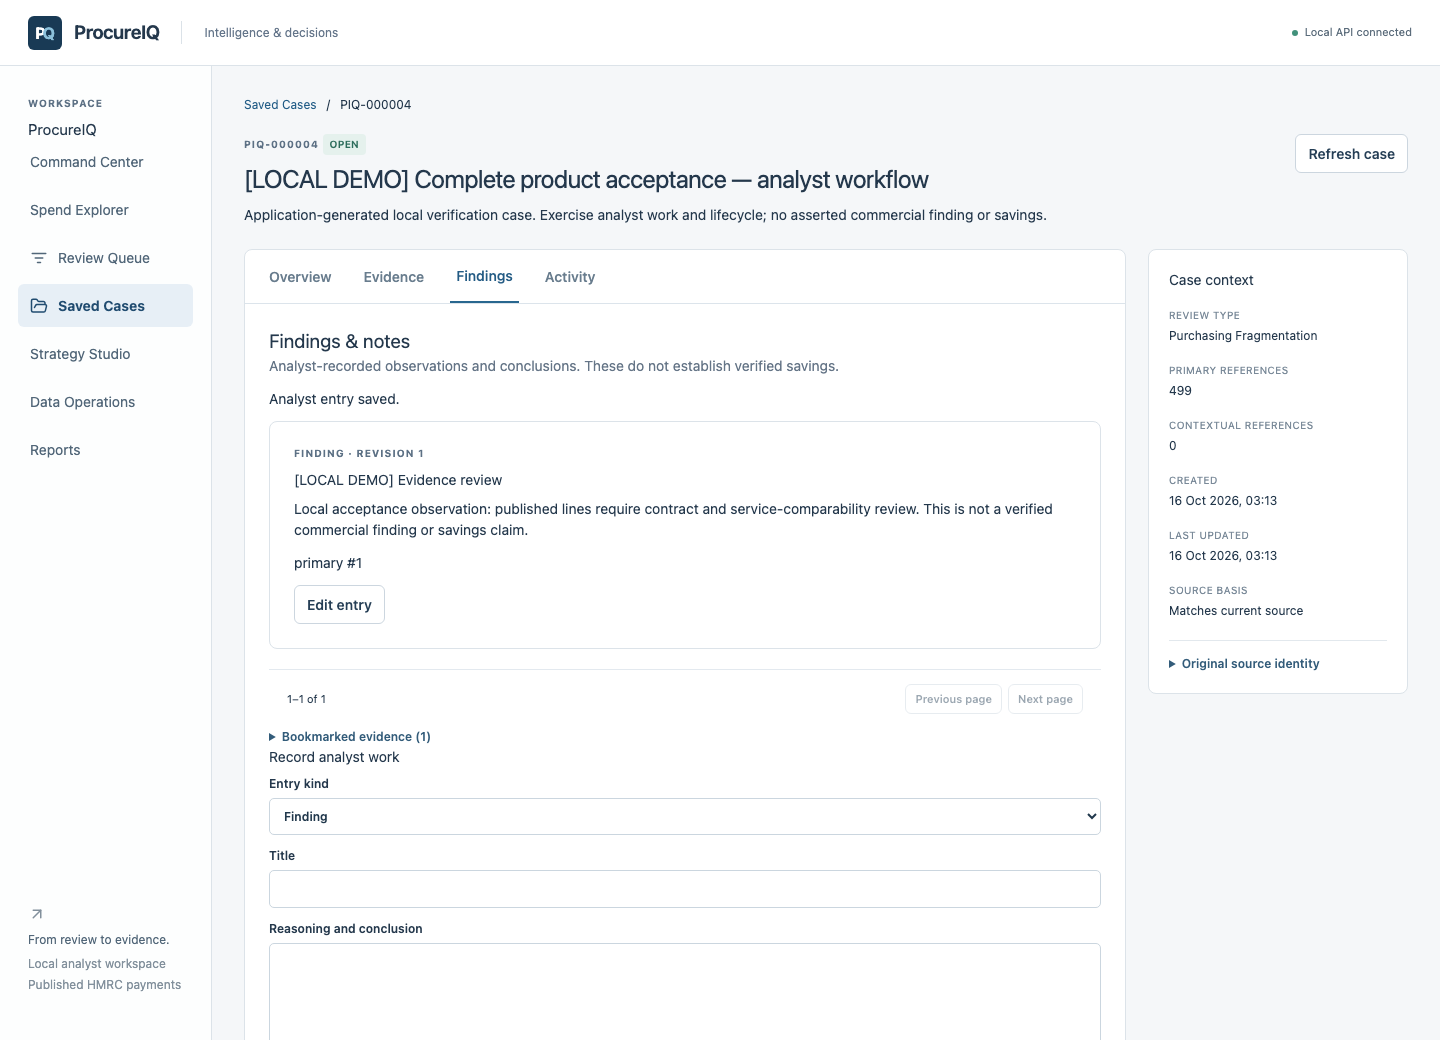 PQ
ProcureIQ
Intelligence & decisions
Local API connected
WORKSPACE
ProcureIQ
Command Center
Spend Explorer
Review Queue
Saved Cases
Strategy Studio
Data Operations
Reports
From review to evidence.
Local analyst workspace
Published HMRC payments
Saved Cases / PIQ-000004
PIQ-000004 OPEN
Refresh case
[LOCAL DEMO] Complete product acceptance — analyst workflow
Application-generated local verification case. Exercise analyst work and lifecycle; no asserted commercial finding or savings.
Overview Evidence Findings Activity
Findings & notes
Analyst-recorded observations and conclusions. These do not establish verified savings.
Analyst entry saved.
FINDING · REVISION 1
[LOCAL DEMO] Evidence review
Local acceptance observation: published lines require contract and service-comparability review. This is not a verified
commercial finding or savings claim.
primary #1
Edit entry
1–1 of 1
Previous page Next page
Bookmarked evidence (1)
Record analyst work
Entry kind
Finding
Title
Reasoning and conclusion
Case context
REVIEW TYPE
Purchasing Fragmentation
PRIMARY REFERENCES
499
CONTEXTUAL REFERENCES
0
CREATED
16 Oct 2026, 03:13
LAST UPDATED
16 Oct 2026, 03:13
SOURCE BASIS
Matches current source
Original source identity